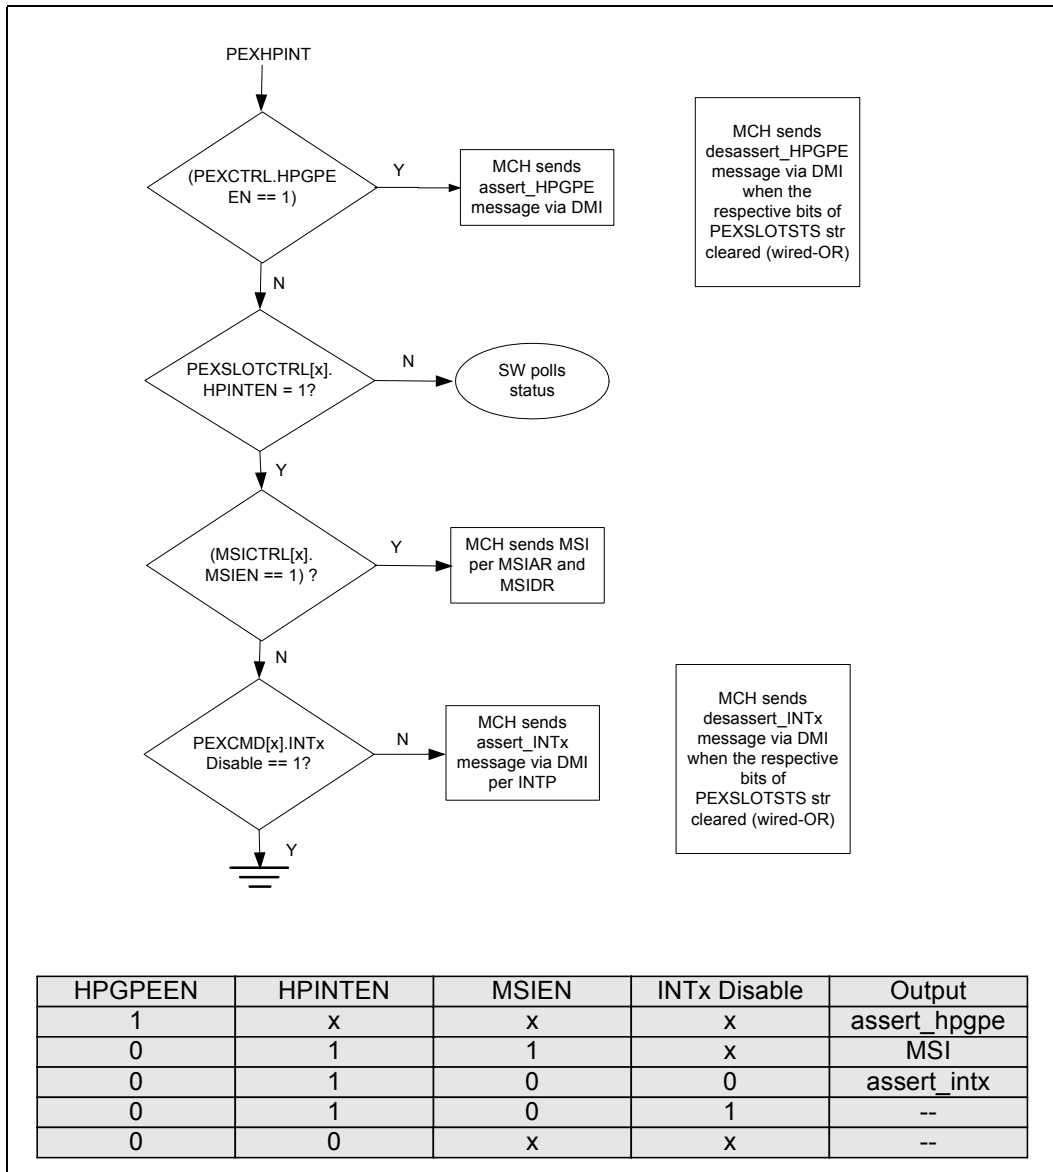 PEXHPINT
(PEXCTRL.HPGPE
EN == 1)
Y
MCH sends
assert_HPGPE
message via DMI
MCH sends
desassert_HPGPE
message via DMI
when the
respective bits of
PEXSLOTSTS str
cleared (wired-OR)
N
PEXSLOTCTRL[x].
HPINTEN = 1?
N
SW polls
status
Y
(MSICTRL[x].
MSIEN == 1) ?
Y
MCH sends MSI
per MSIAR and
MSIDR
N
PEXCMD[x].INTx
Disable == 1?
N
MCH sends
assert_INTx
message via DMI
per INTP
MCH sends
desassert_INTx
message via DMI
when the respective
bits of
PEXSLOTSTS str
cleared (wired-OR)
Y
HPGPEEN HPINTEN MSIEN INTx Disable Output
1 x x x assert_hpgpe
0 1 1 x MSI
0 1 0 0 assert_intx
0 1 0 1 --
0 0 x x --